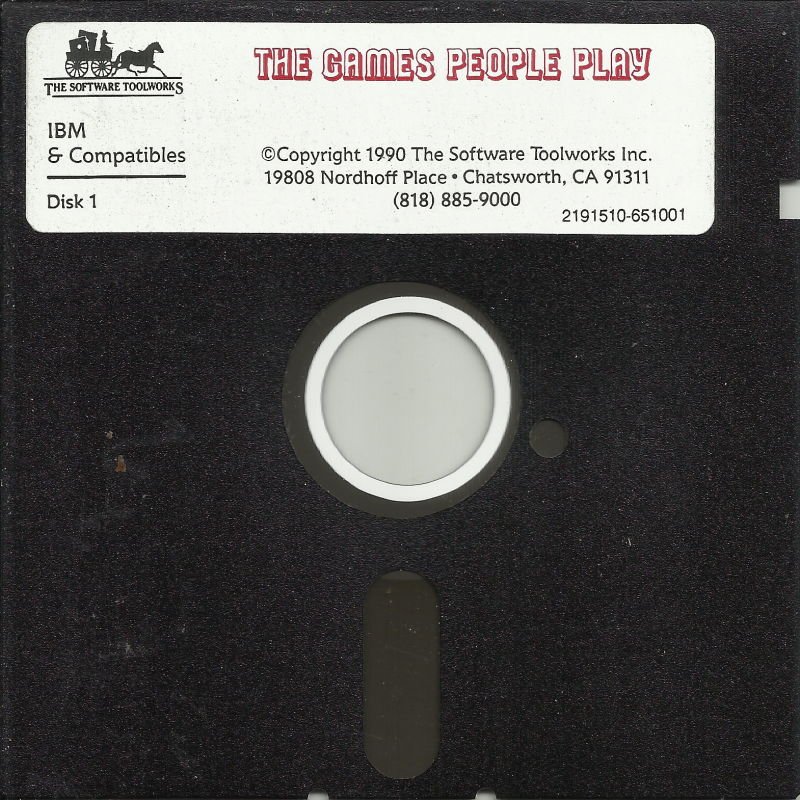 THE GAMES PEOPLE PLAY
THE SOFTWARE TOOLWORKS
IBM
& Compatibles
Disk 1
©Copyright 1990 The Software Toolworks Inc.
19808 Nordhoff Place • Chatsworth, CA 91311
(818) 885-9000
2191510-651001